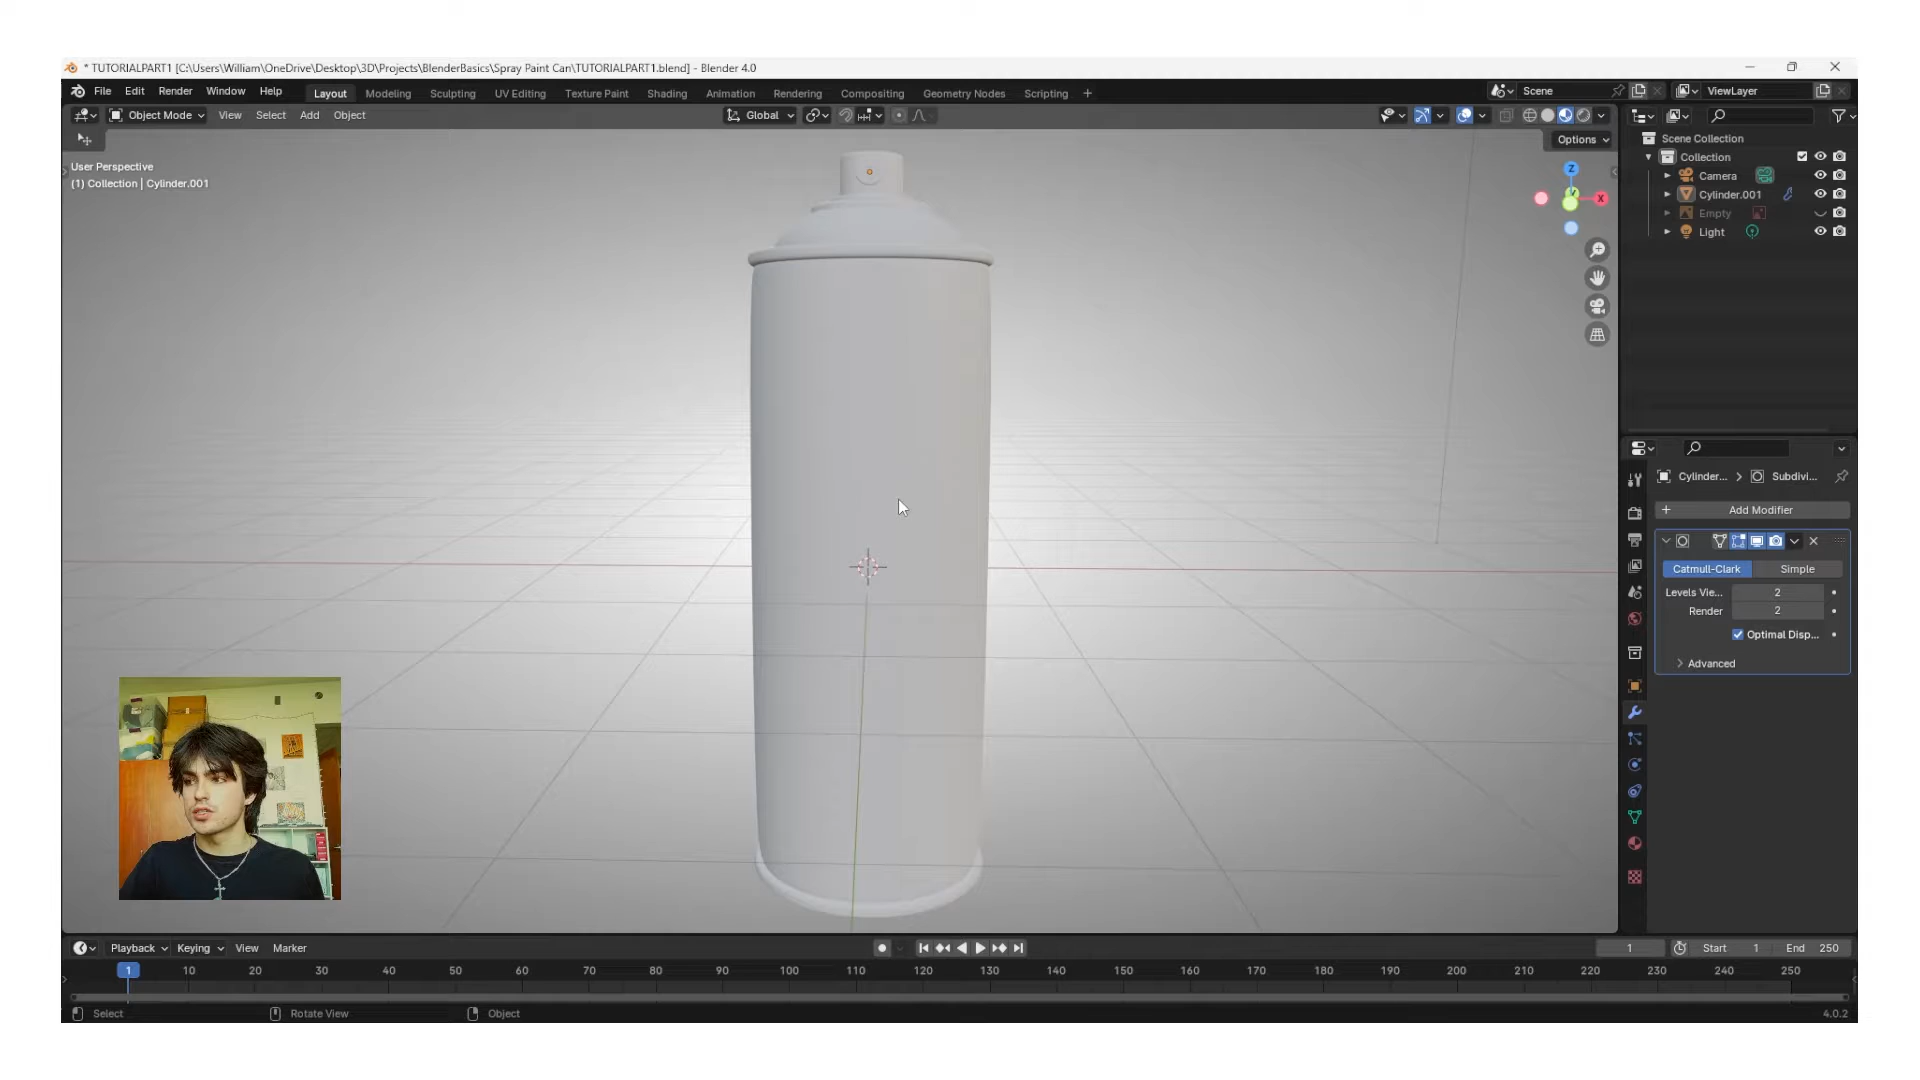 * TUTORIALPART1 [C:\Users\William\OneDrive\Desktop\3D\Projects\BlenderBasics\Spray Paint Can\TUTORIALPART1.blend] - Blender 4.0
File Edit Render Window Help Layout Modeling Sculpting UV Editing Texture Paint Shading Animation Rendering Compositing Geometry Nodes Scripting + Scene ViewLayer
Object Mode View Select Add Object Global
Options
User Perspective
(1) Collection | Cylinder.001
Z
Y
X
Scene Collection
Collection
Camera
Cylinder.001
Empty
Light
Cylinder... > Subdivi...
+ Add Modifier
Catmull-Clark Simple
Levels Vie... 2
Render 2
Optimal Disp...
Advanced
Playback Keying View Marker 1 Start 1 End 250
1 10 20 30 40 50 60 70 80 90 100 110 120 130 140 150 160 170 180 190 200 210 220 230 240 250
Select Rotate View Object 4.0.2